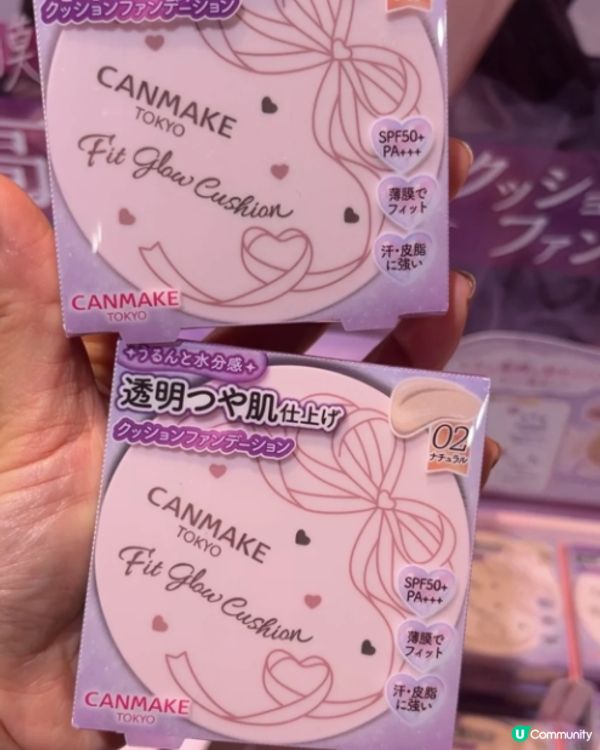 クッションファンデーション
CANMAKE
TOKYO
Fit Glow Cushion
SPF50+
PA+++
薄膜で
フィット
汗・皮脂
に強い
CANMAKE
TOKYO
うるんと水分感
透明つや肌仕上げ
クッションファンデーション
02
ナチュラル
CANMAKE
TOKYO
Fit Glow Cushion
SPF50+
PA+++
薄膜で
フィット
汗・皮脂
に強い
CANMAKE
TOKYO
クッショ
ファン
U Community